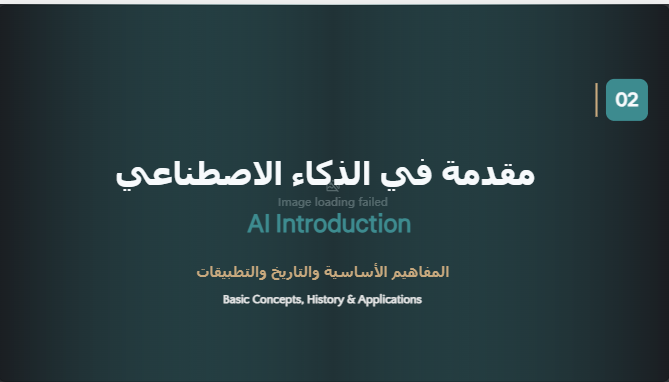 02
مقدمة في الذكاء الاصطناعي
Image loading failed
AI Introduction
المفاهيم الأساسية والتاريخ والتطبيقات
Basic Concepts, History & Applications